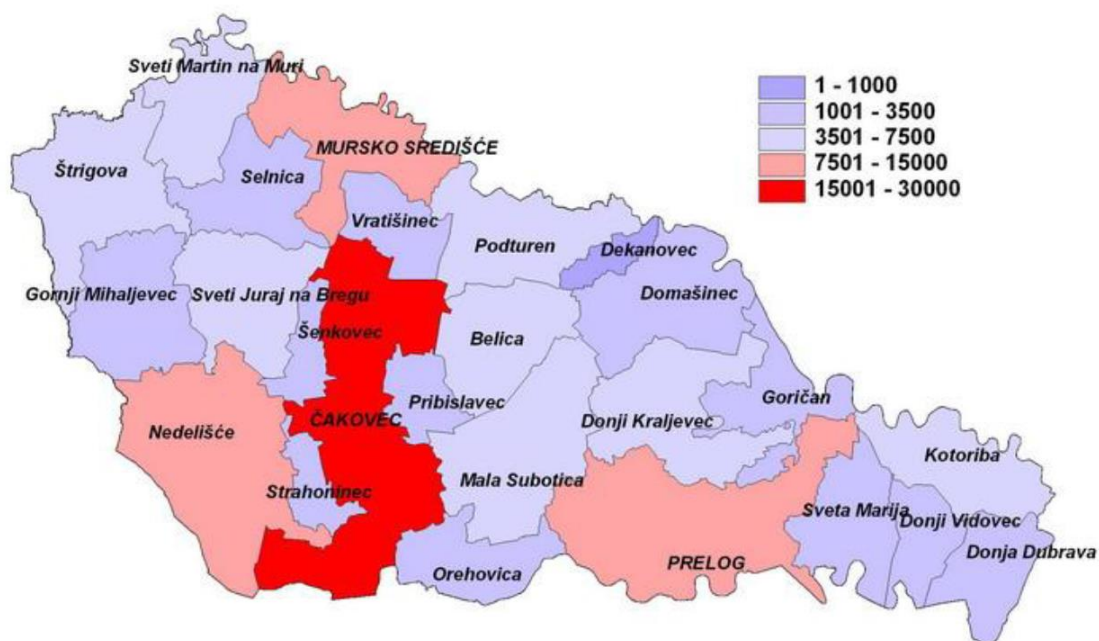 Sveti Martin na Muri
1 - 1000
1001 - 3500
3501 - 7500
7501 - 15000
15001 - 30000
MURSKO SREDIŠĆE
Štrigova
Selnica
Vratišinec
Podturen
Dekanovec
Gornji Mihaljevec
Sveti Juraj na Bregu
Domašinec
Šenkovec
Belica
Pribislavec
Goričan
Nedelišće
ČAKOVEC
Donji Kraljevec
Kotoriba
Strahoninec
Mala Subotica
Sveta Marija
Donji Vidovec
Donja Dubrava
Orehovica
PRELOG